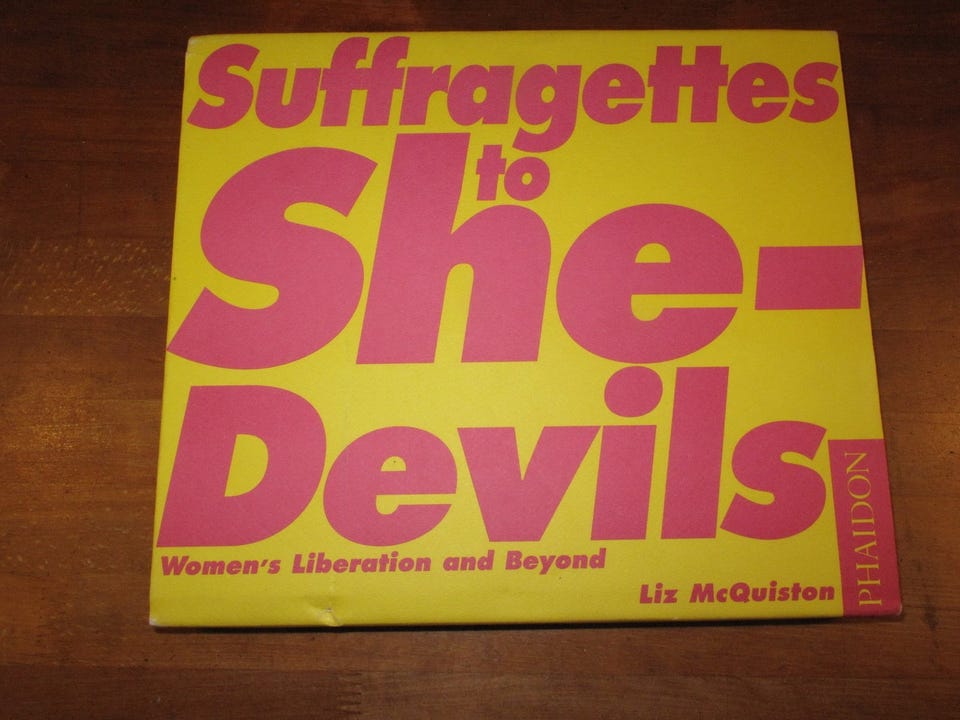 Suffragettes
to
She-
Devils
Women's Liberation and Beyond
Liz McQuiston
PHAIDON